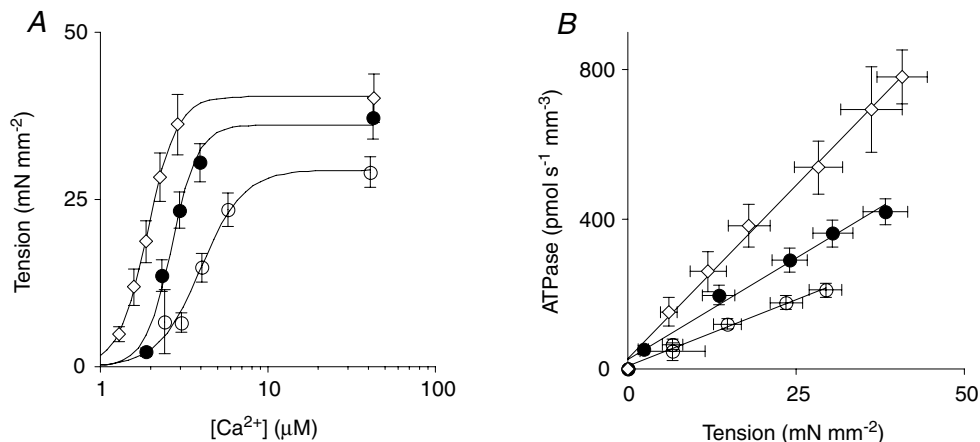 A
50
25
0
Tension (mN mm⁻²)
1
10
100
[Ca²⁺] (μM)
B
800
400
0
ATPase (pmol s⁻¹ mm⁻³)
0
25
50
Tension (mN mm⁻²)